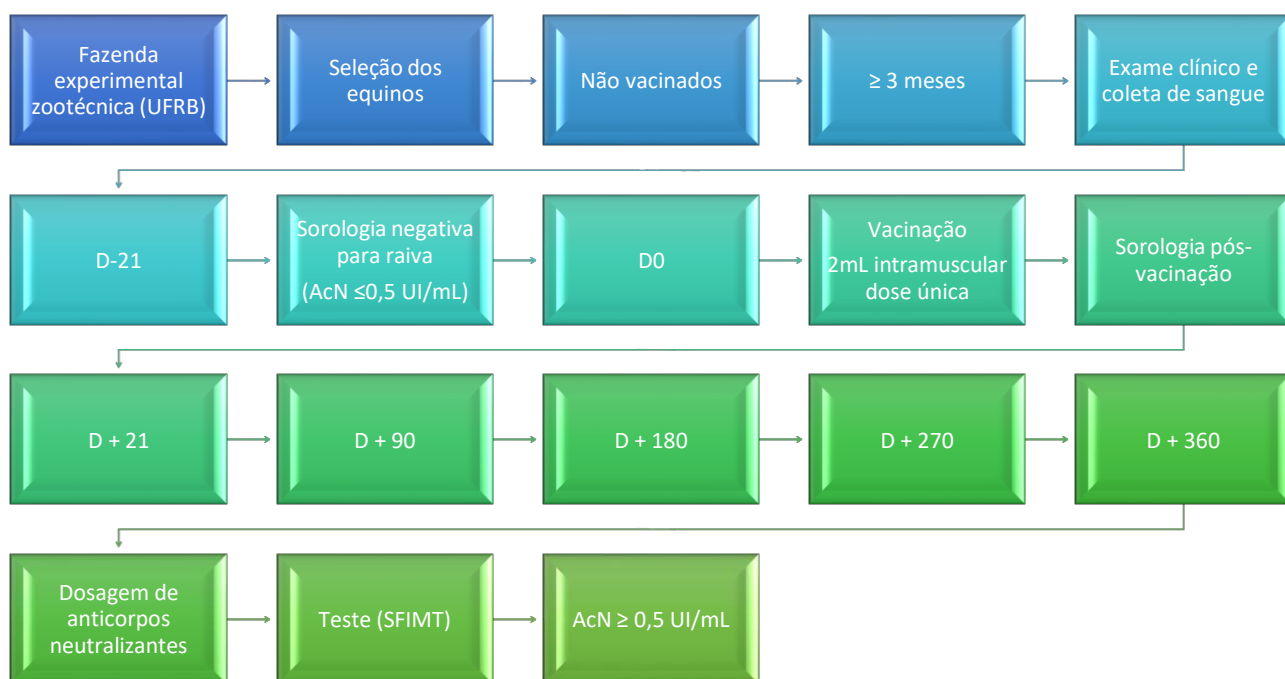 Fazenda
experimental
zootécnica (UFRB)
Seleção dos
equinos
Não vacinados
≥ 3 meses
Exame clínico e
coleta de sangue
D-21
Sorologia negativa
para raiva
(AcN ≤0,5 UI/mL)
D0
Vacinação
2mL intramuscular
dose única
Sorologia pós-
vacinação
D + 21
D + 90
D + 180
D + 270
D + 360
Dosagem de
anticorpos
neutralizantes
Teste (SFIMT)
AcN ≥ 0,5 UI/mL